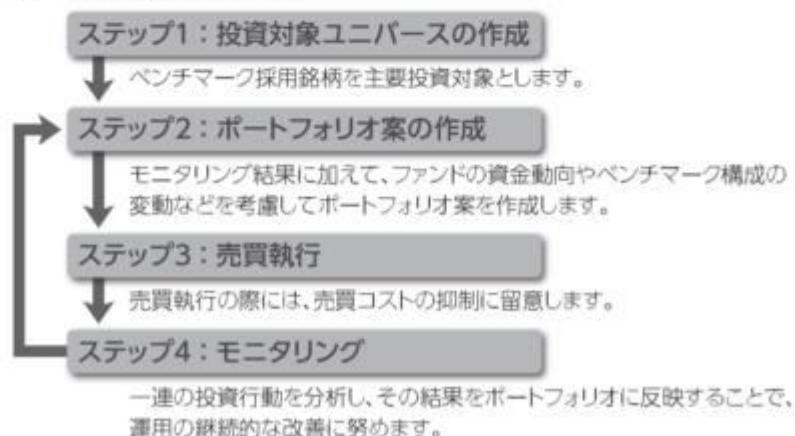 ステップ1：投資対象ユニバースの作成
ベンチマーク採用銘柄を主要投資対象とします。
ステップ2：ポートフォリオ案の作成
モニタリング結果に加えて、ファンドの資金動向やベンチマーク構成の
変動などを考慮してポートフォリオ案を作成します。
ステップ3：売買執行
売買執行の際には、売買コストの抑制に留意します。
ステップ4：モニタリング
一連の投資行動を分析し、その結果をポートフォリオに反映することで、
運用の継続的な改善に努めます。